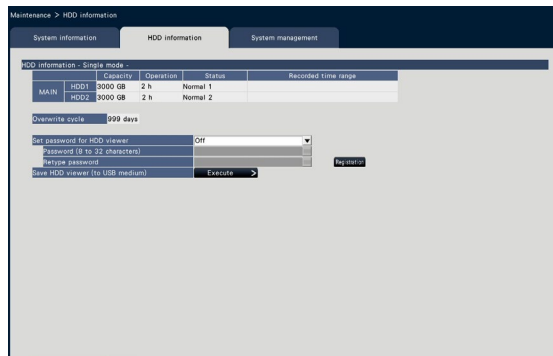 Maintenance > HDD information
System information HDD information System management
HDD information - Single mode -
Capacity Operation Status Recorded time range
MAIN HDD1 3000 GB 2 h Normal 1
HDD2 3000 GB 2 h Normal 2
Overwrite cycle 999 days
Set password for HDD viewer Off
Password (8 to 32 characters)
Retype password Registration
Save HDD viewer (to USB medium) Execute >